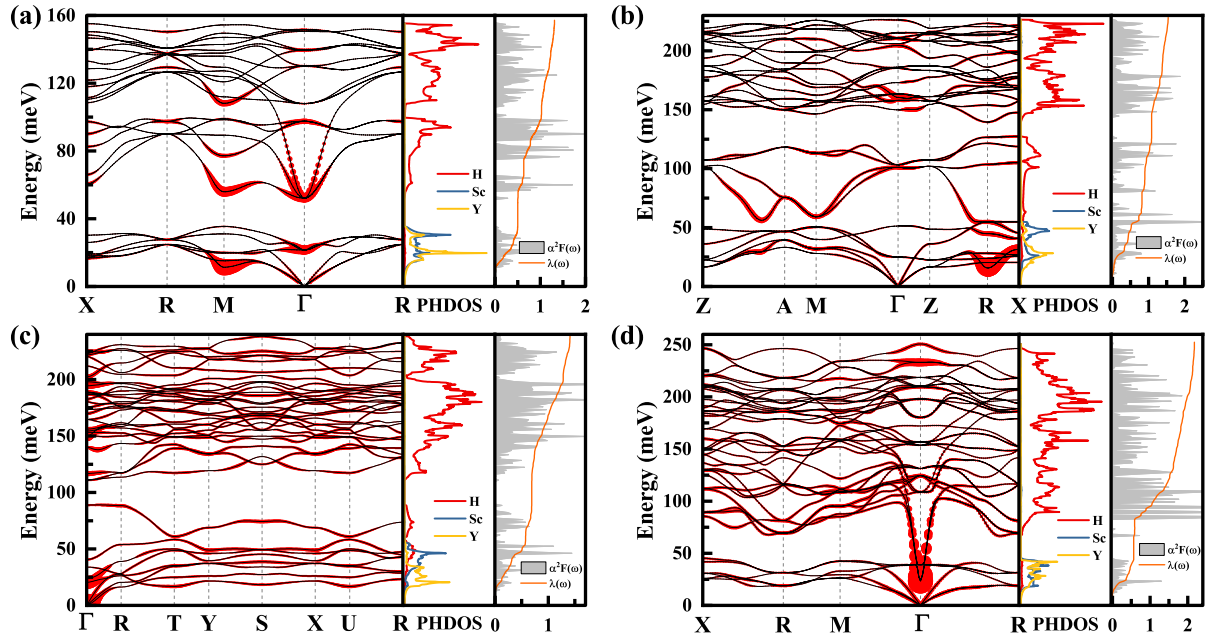 (a)
Energy (meV)
160
120
80
40
0
X R M Γ R PHDOS 0 1 2
H
Sc
Y
α²F(ω)
λ(ω)
(b)
Energy (meV)
200
150
100
50
0
Z A M Γ Z R X PHDOS 0 1 2
H
Sc
Y
α²F(ω)
λ(ω)
(c)
Energy (meV)
200
150
100
50
0
Γ R T Y S X U R PHDOS 0 1
H
Sc
Y
α²F(ω)
λ(ω)
(d)
Energy (meV)
250
200
150
100
50
0
X R M Γ R PHDOS 0 1 2
H
Sc
Y
α²F(ω)
λ(ω)